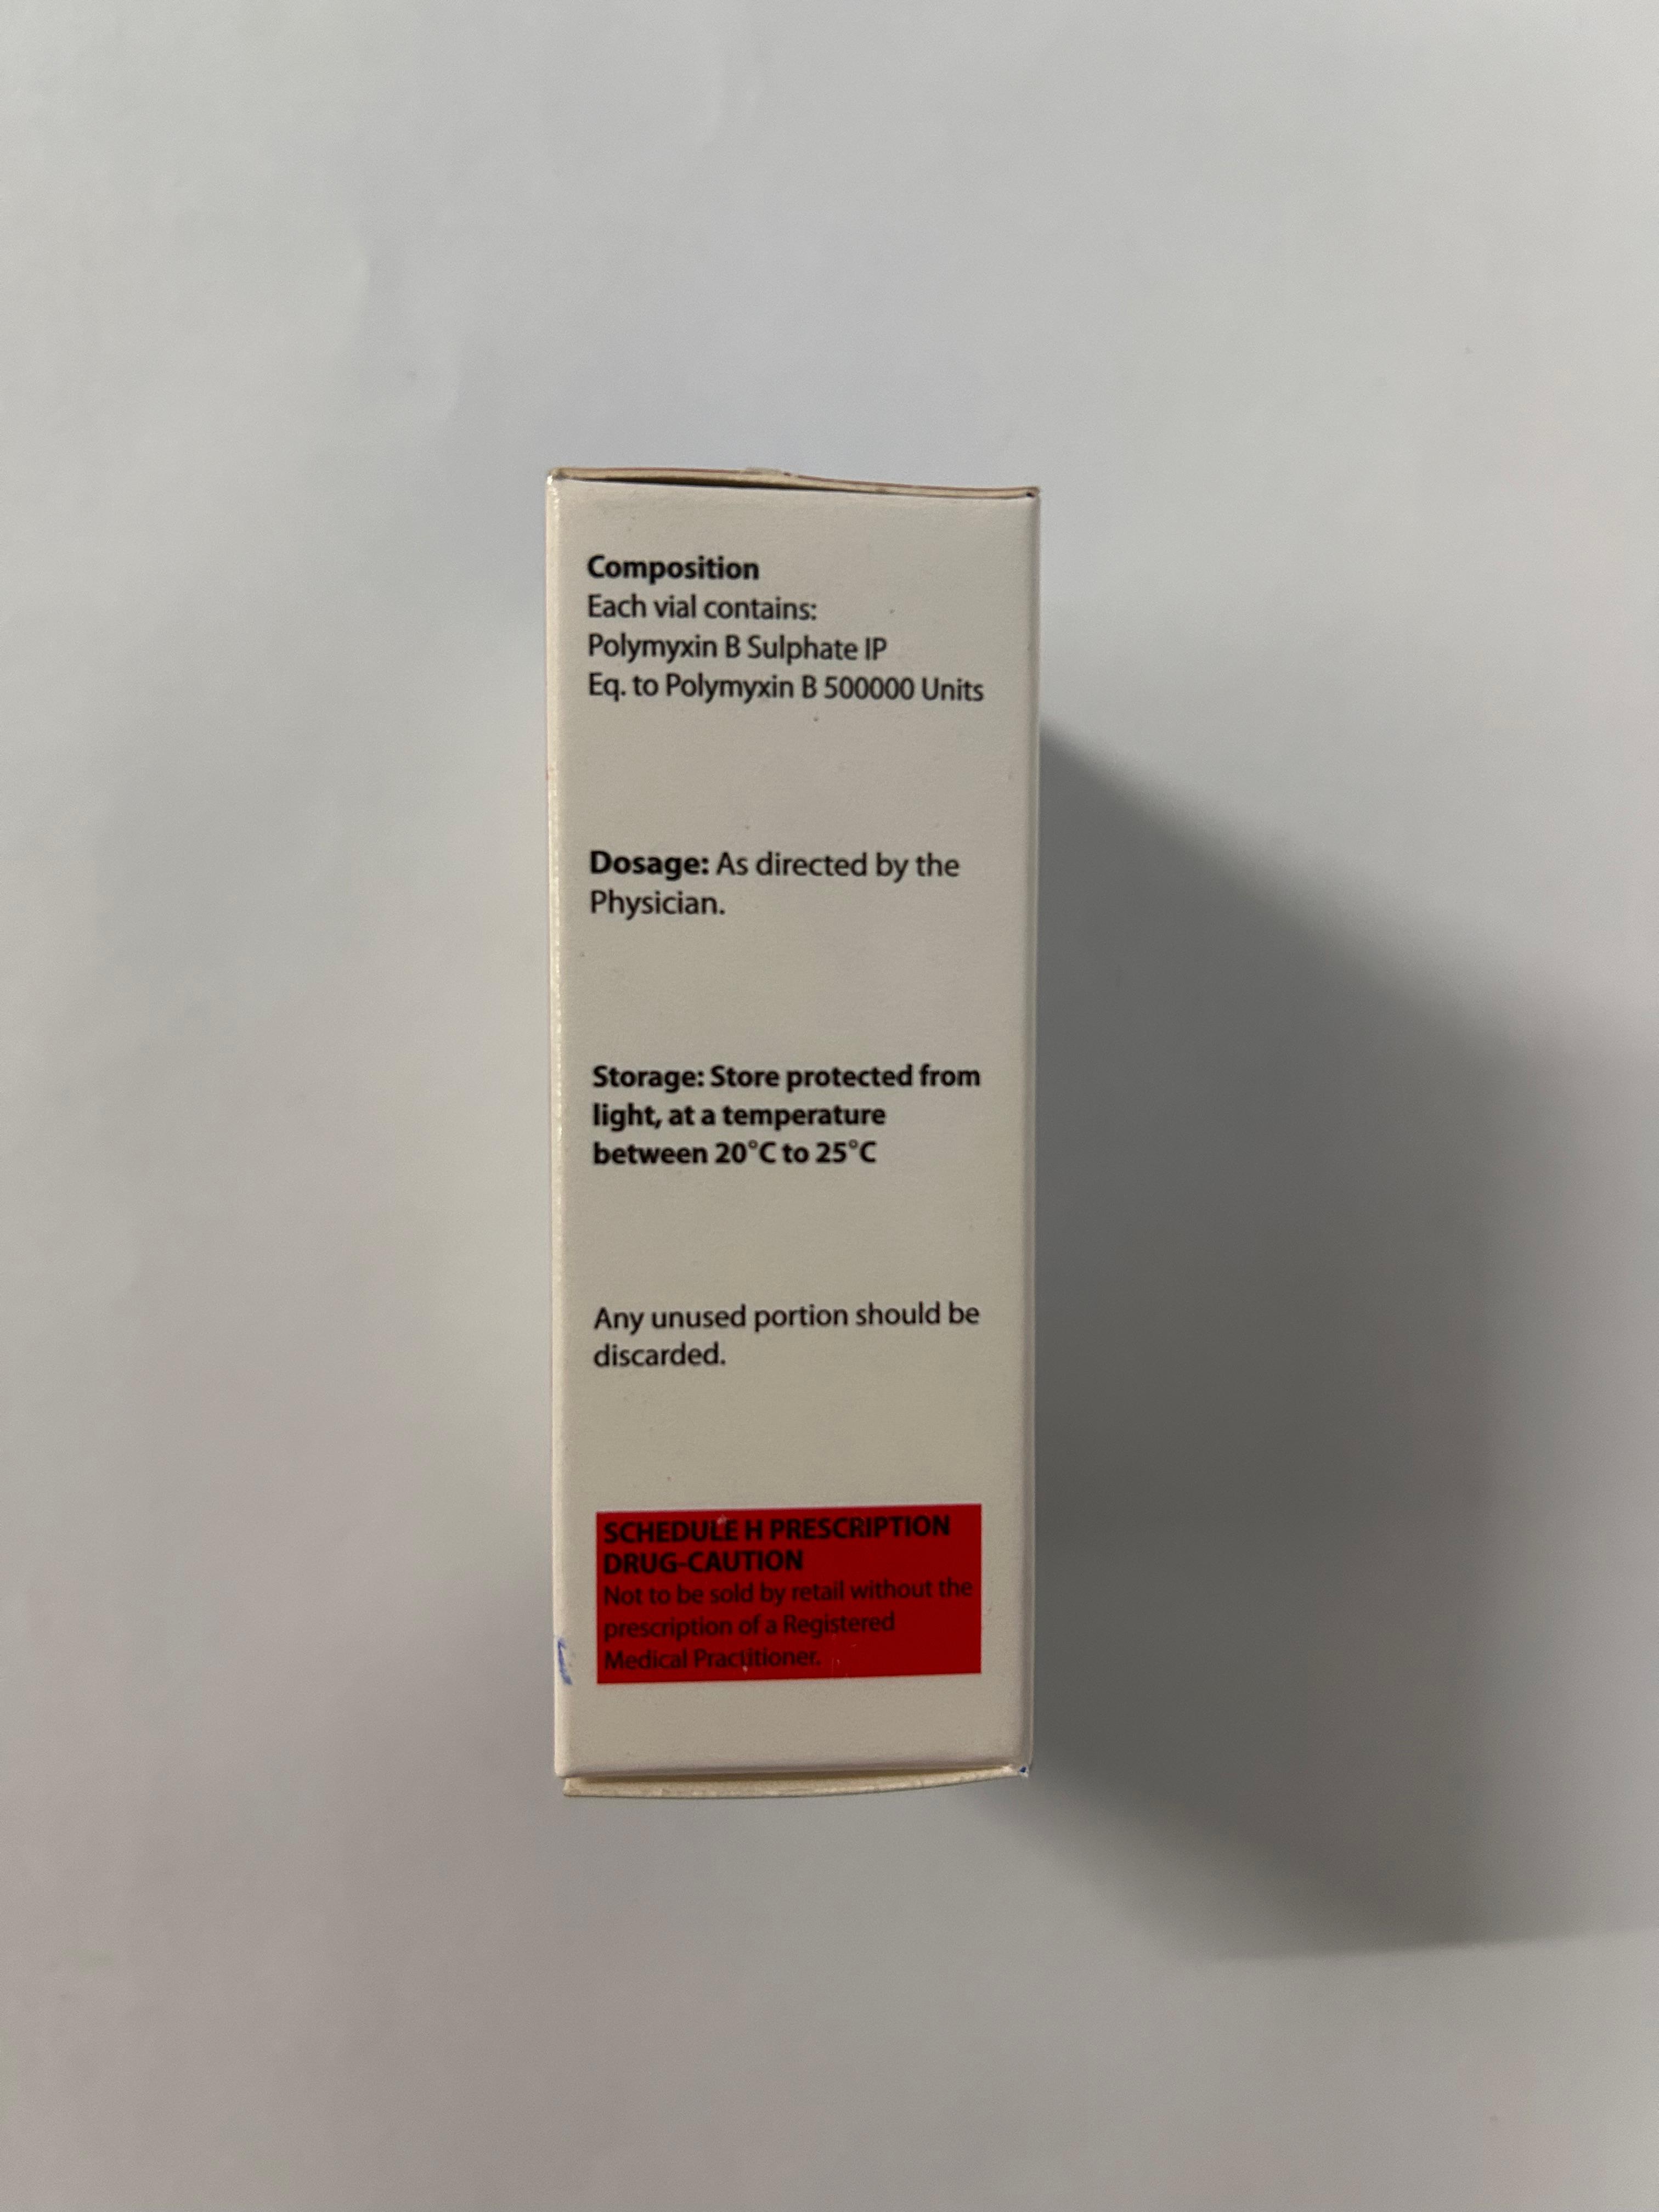 Composition
Each vial contains:
Polymyxin B Sulphate IP
Eq. to Polymyxin B 500000 Units
Dosage: As directed by the
Physician.
Storage: Store protected from
light, at a temperature
between 20°C to 25°C
Any unused portion should be
discarded.
SCHEDULE H PRESCRIPTION
DRUG-CAUTION
Not to be sold by retail without the
prescription of a Registered
Medical Practitioner.